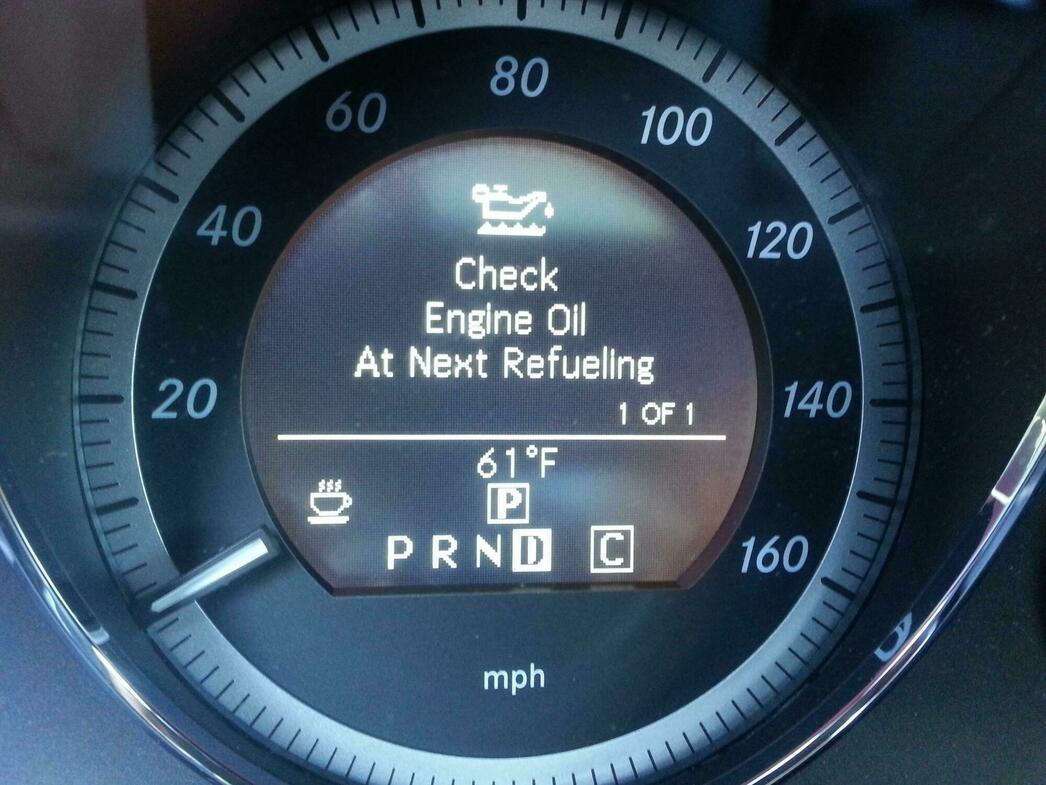 80
60
100
40
120
Check
Engine Oil
At Next Refueling
20
140
1 OF 1
61°F
P
P R N D C
160
mph